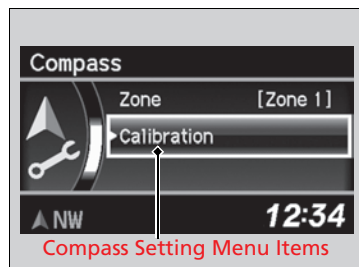 Compass
Zone [Zone 1]
Calibration
NW 12:34
Compass Setting Menu Items